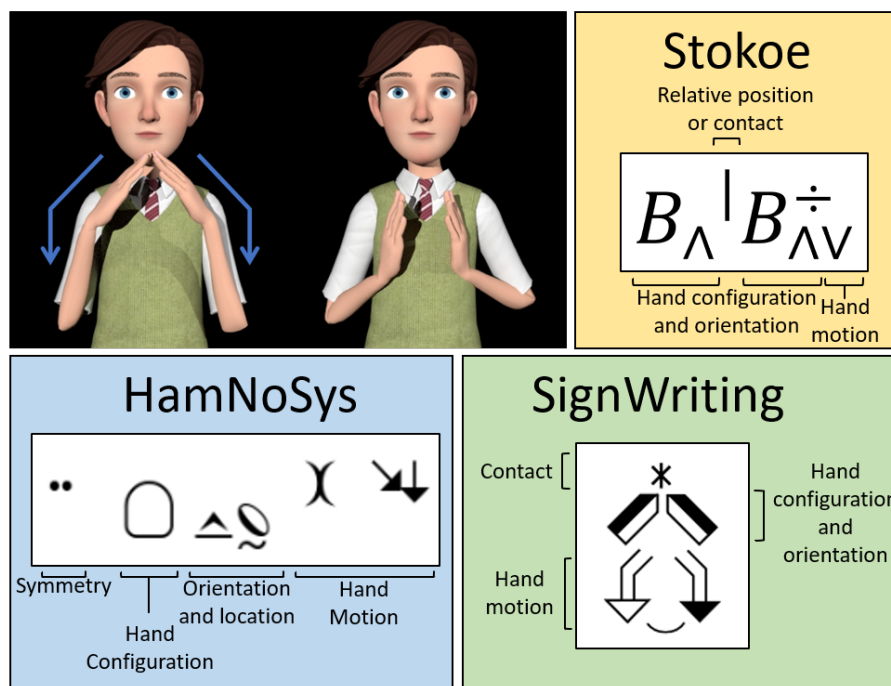 Stokoe
Relative position
or contact
B∧|B÷∧∨
Hand configuration
and orientation
Hand
motion
HamNoSys
Symmetry
Hand
Configuration
Orientation
and location
Hand
Motion
SignWriting
Contact
Hand
configuration
and
orientation
Hand
motion